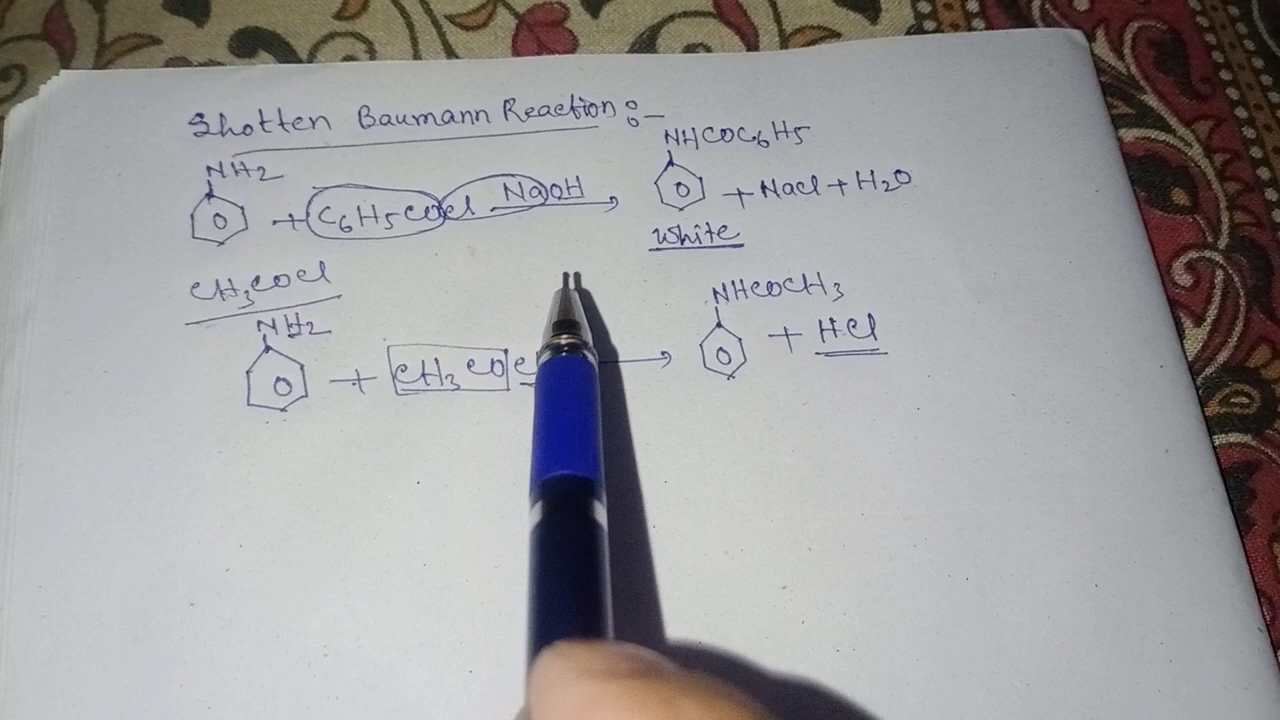 Shotten Baumann Reaction :-
NH2 NHCOC6H5
+ C6H5COCl NaOH → + NaCl + H2O
White
CH3COCl
NH2 NHCOCH3
+ CH3CO → + HCl